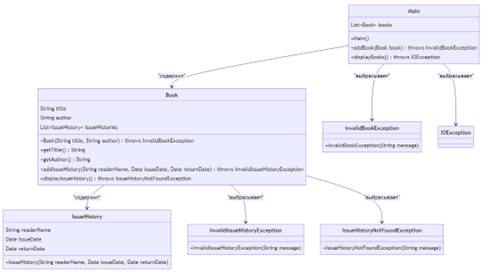 Main
List<Book> books
+Main()
+addBook(Book book) : throws InvalidBookException
+displayBooks() : throws IOException
"содержит"
"выбрасывает"
"выбрасывает"
Book
String title
String author
List<IssueHistory> issueHistories
+Book(String title, String author) : throws InvalidBookException
+getTitle() : String
+getAuthor() : String
+addIssueHistory(String readerName, Date issueDate, Date returnDate) : throws InvalidIssueHistoryException
+displayIssueHistory() : throws IssueHistoryNotFoundException
InvalidBookException
+InvalidBookException(String message)
IOException
"содержит"
"выбрасывает"
"выбрасывает"
IssueHistory
String readerName
Date issueDate
Date returnDate
+IssueHistory(String readerName, Date issueDate, Date returnDate)
InvalidIssueHistoryException
+InvalidIssueHistoryException(String message)
IssueHistoryNotFoundException
+IssueHistoryNotFoundException(String message)